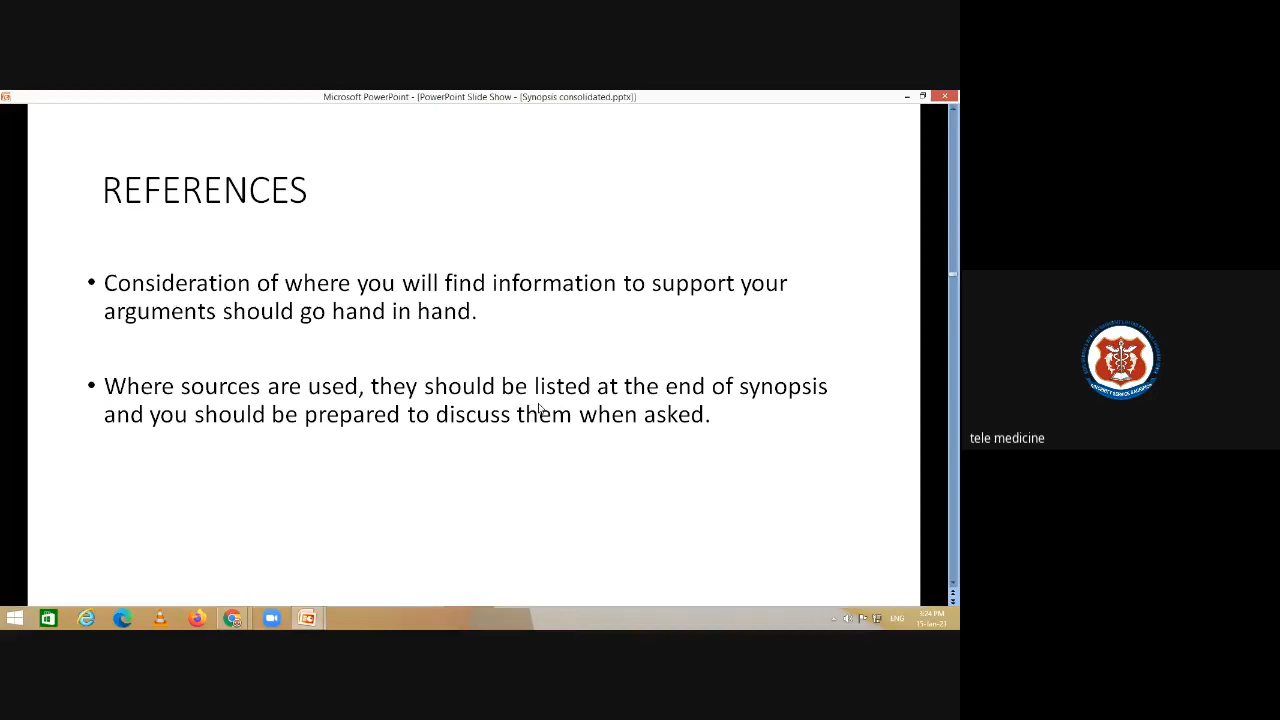 Microsoft PowerPoint - [PowerPoint Slide Show - [Synopsis consolidated.pptx]]
REFERENCES
• Consideration of where you will find information to support your
arguments should go hand in hand.
• Where sources are used, they should be listed at the end of synopsis
and you should be prepared to discuss them when asked.
tele medicine
ENG